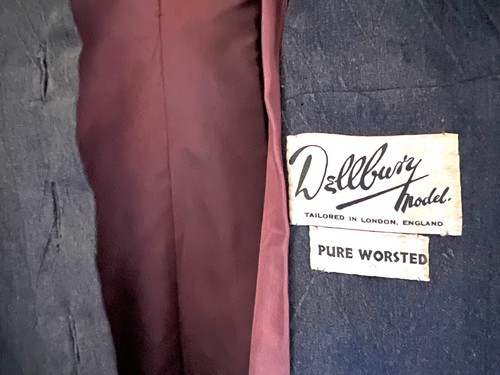 Dellbury
Model.
TAILORED IN LONDON, ENGLAND
PURE WORSTED